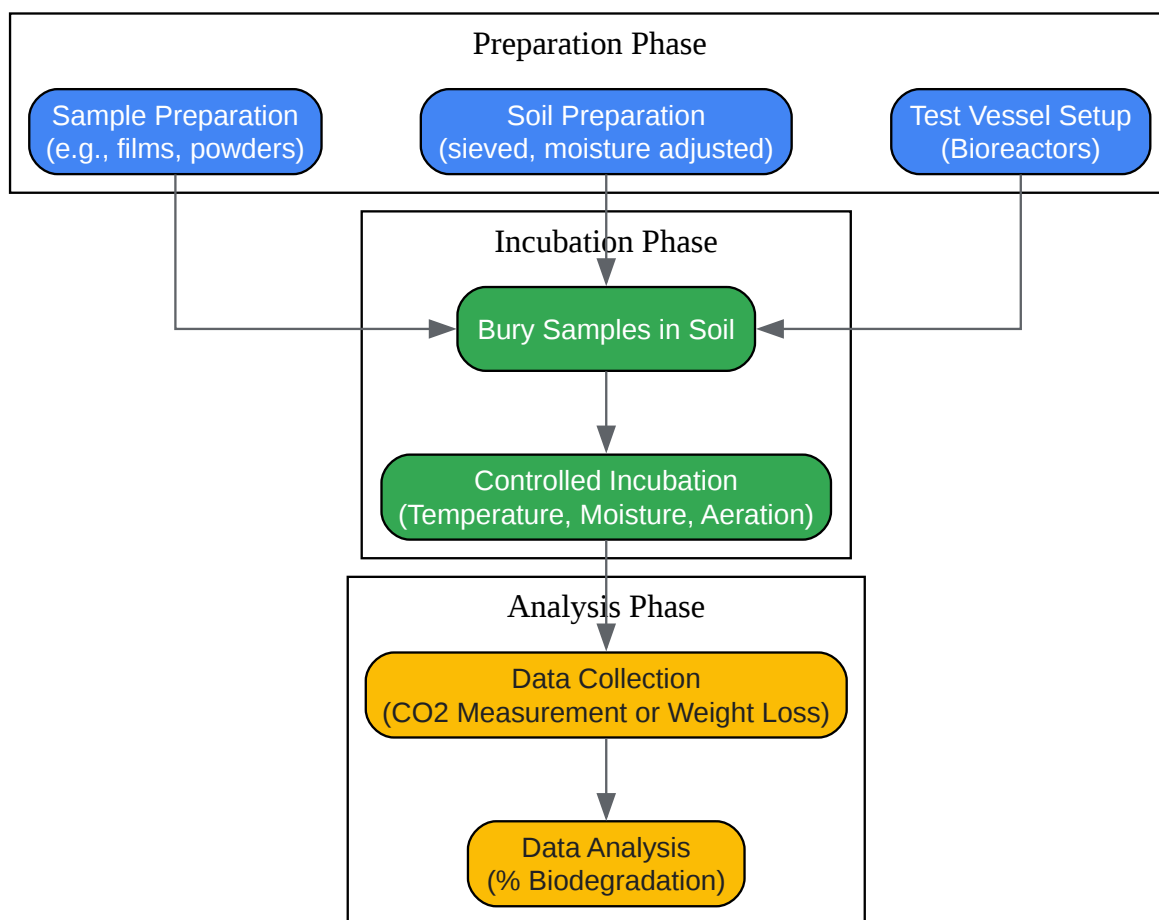 Preparation Phase
Sample Preparation
(e.g., films, powders)
Soil Preparation
(sieved, moisture adjusted)
Test Vessel Setup
(Bioreactors)
Incubation Phase
Bury Samples in Soil
Controlled Incubation
(Temperature, Moisture, Aeration)
Analysis Phase
Data Collection
(CO2 Measurement or Weight Loss)
Data Analysis
(% Biodegradation)